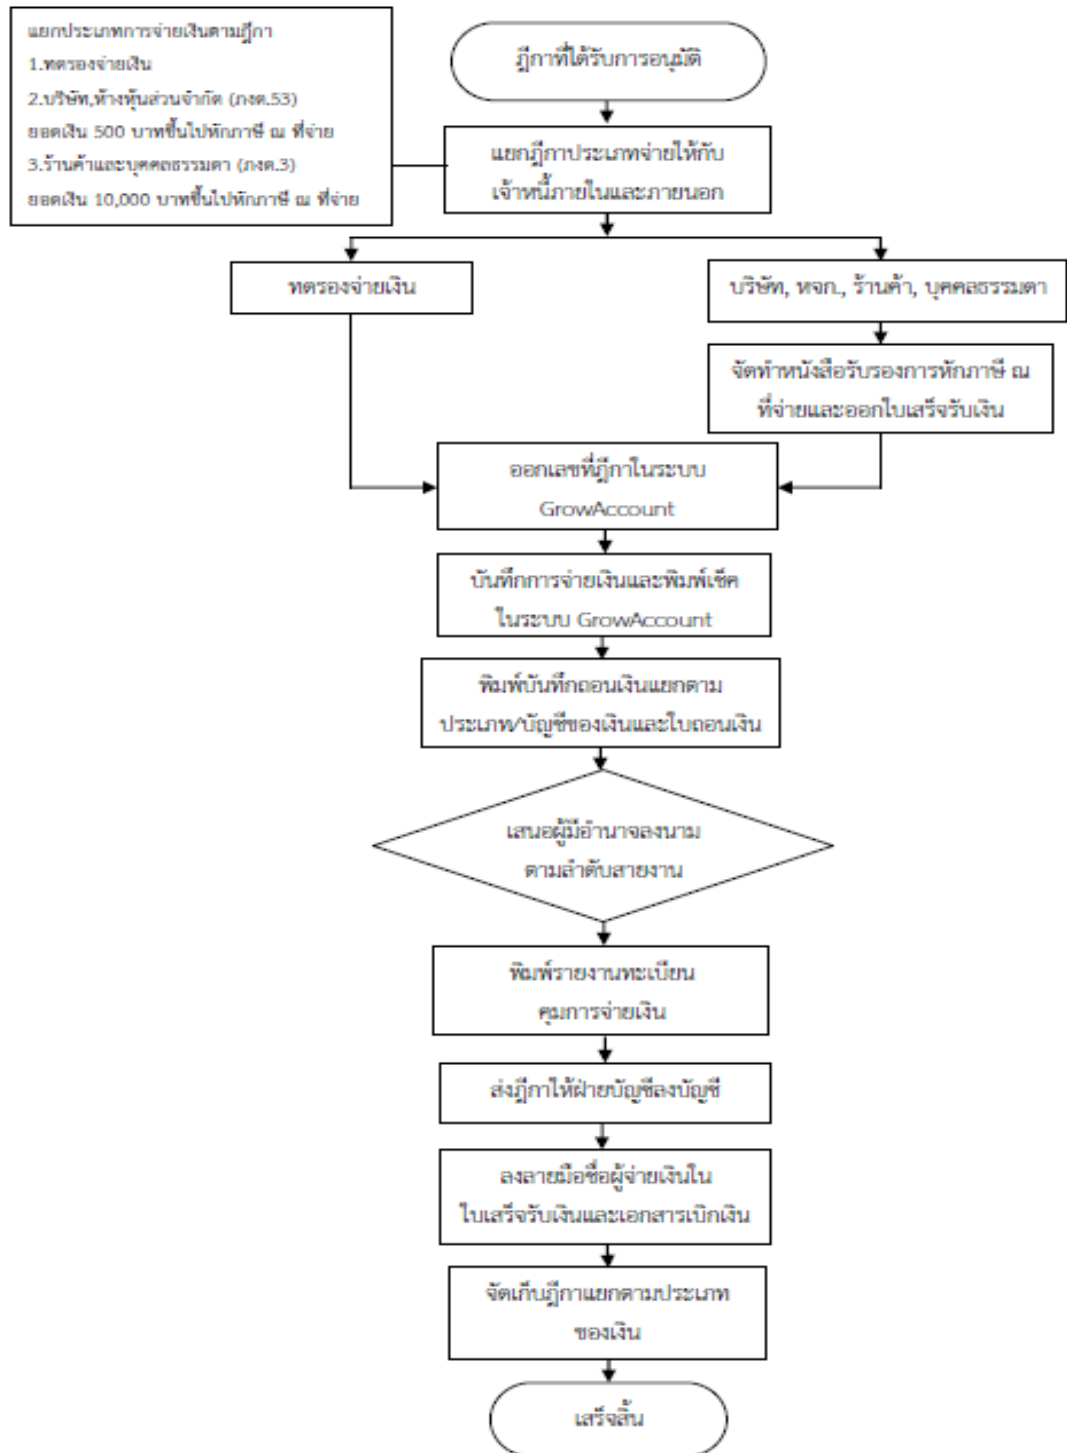 แยกประเภทการจ่ายเงินตามฎีกา
1.ทดรองจ่ายเงิน
2.บริษัท,ห้างหุ้นส่วนจำกัด (ภงด.53)
ยอดเงิน 500 บาทขึ้นไปหักภาษี ณ ที่จ่าย
3.ร้านค้าและบุคคลธรรมดา (ภงด.3)
ยอดเงิน 10,000 บาทขึ้นไปหักภาษี ณ ที่จ่าย
ฎีกาที่ได้รับการอนุมัติ
แยกฎีกาประเภทจ่ายให้กับ
เจ้าหนี้ภายในและภายนอก
ทดรองจ่ายเงิน
บริษัท, หจก., ร้านค้า, บุคคลธรรมดา
จัดทำหนังสือรับรองการหักภาษี ณ
ที่จ่ายและออกใบเสร็จรับเงิน
ออกเลขที่ฎีกาในระบบ
GrowAccount
บันทึกการจ่ายเงินและพิมพ์เช็ค
ในระบบ GrowAccount
พิมพ์บันทึกถอนเงินแยกตาม
ประเภท/บัญชีของเงินและใบถอนเงิน
เสนอผู้มีอำนาจลงนาม
ตามลำดับสายงาน
พิมพ์รายงานทะเบียน
คุมการจ่ายเงิน
ส่งฎีกาให้ฝ่ายบัญชีลงบัญชี
ลงลายมือชื่อผู้จ่ายเงินใน
ใบเสร็จรับเงินและเอกสารเบิกเงิน
จัดเก็บฎีกาแยกตามประเภท
ของเงิน
เสร็จสิ้น